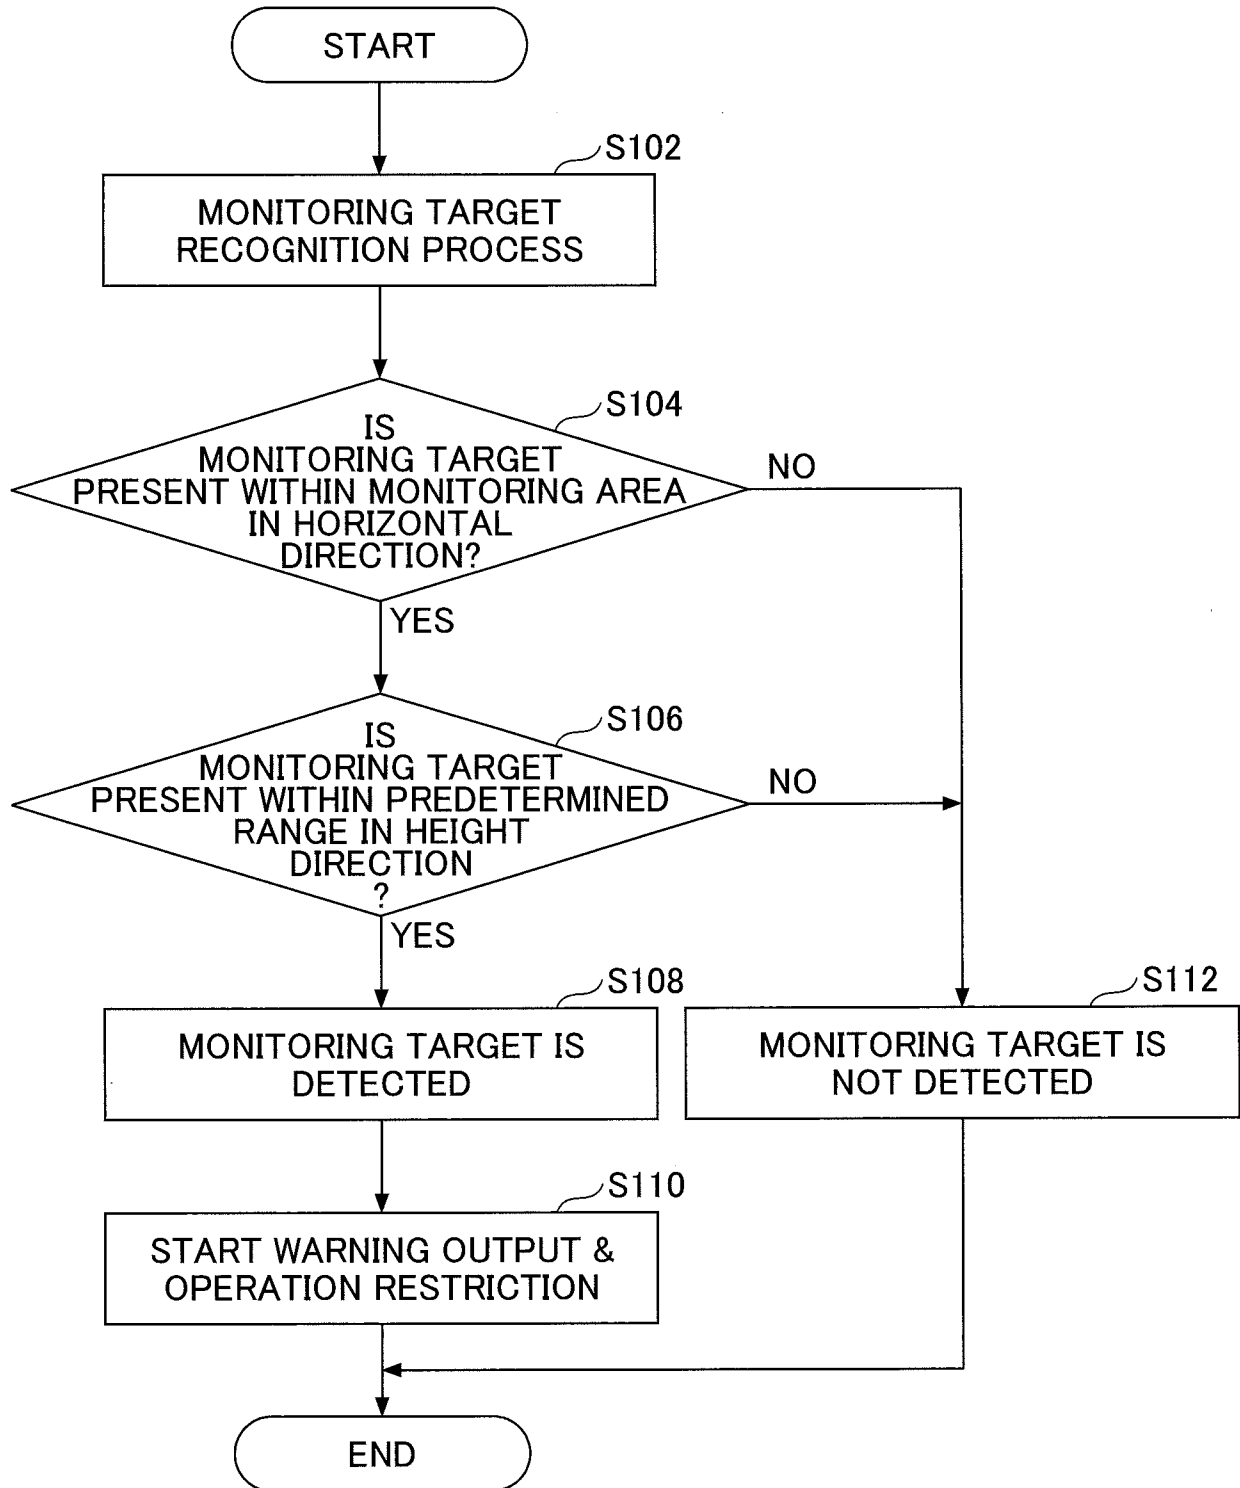 START
S102
MONITORING TARGET
RECOGNITION PROCESS
S104
IS
MONITORING TARGET
PRESENT WITHIN MONITORING AREA
IN HORIZONTAL
DIRECTION?
NO
YES
S106
IS
MONITORING TARGET
PRESENT WITHIN PREDETERMINED
RANGE IN HEIGHT
DIRECTION
?
NO
YES
S108
MONITORING TARGET IS
DETECTED
S112
MONITORING TARGET IS
NOT DETECTED
S110
START WARNING OUTPUT &
OPERATION RESTRICTION
END